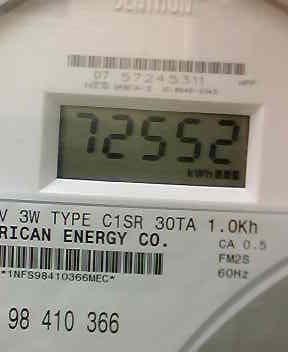 CENTRON
07 57245311
72552
kWh
V 3W TYPE C1SR 30TA 1.0Kh
RICAN ENERGY CO.
CA 0.5
FM2S
60Hz
*1NFS98410366MEC*
98 410 366